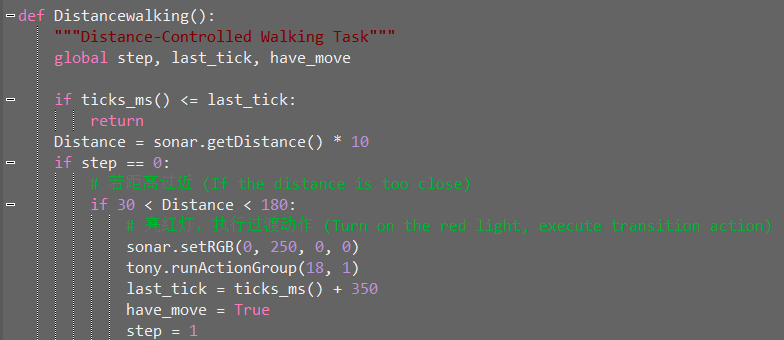 def Distancewalking():
    """Distance-Controlled Walking Task"""
    global step, last_tick, have_move
    if ticks_ms() <= last_tick:
        return
    Distance = sonar.getDistance() * 10
    if step == 0:
        # 若距离过近 (If the distance is too close)
        if 30 < Distance < 180:
            # 亮红灯，执行过渡动作 (Turn on the red light, execute transition action)
            sonar.setRGB(0, 250, 0, 0)
            tony.runActionGroup(18, 1)
            last_tick = ticks_ms() + 350
            have_move = True
            step = 1